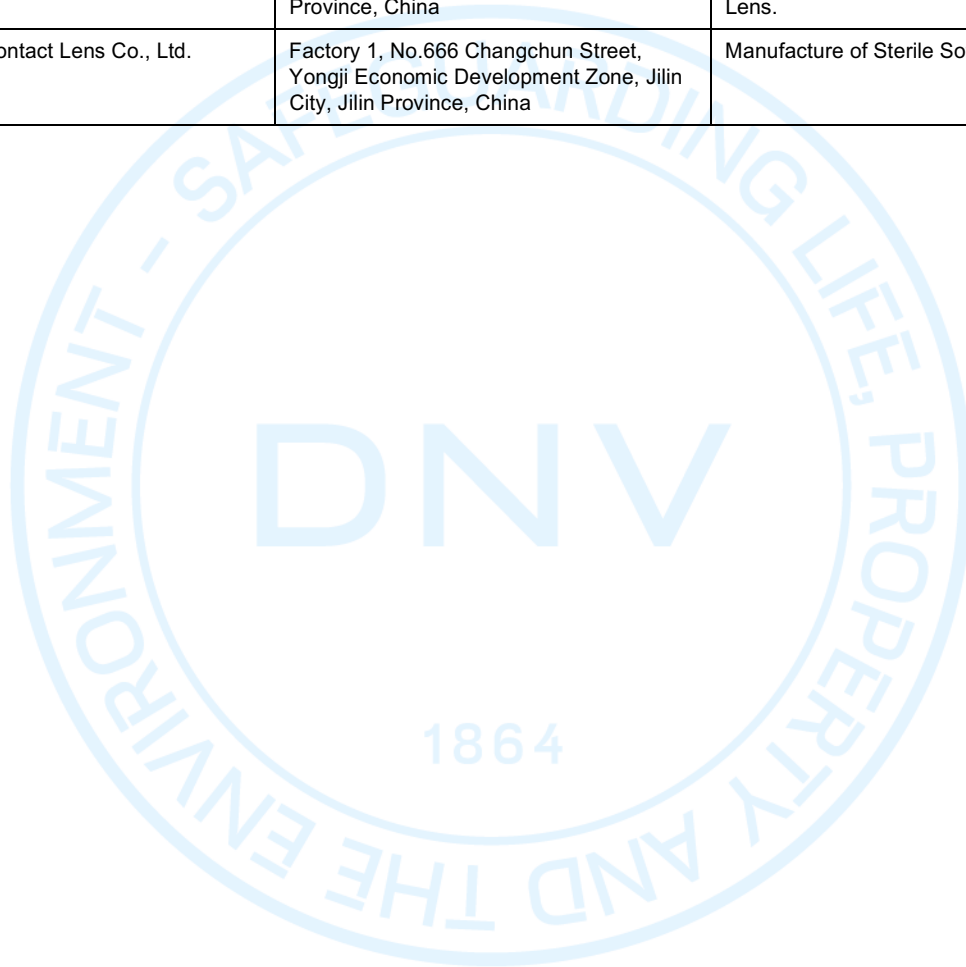 Province, China
Lens.
ontact Lens Co., Ltd.
Factory 1, No.666 Changchun Street,
Yongji Economic Development Zone, Jilin
City, Jilin Province, China
Manufacture of Sterile So
SAFEGUARDING LIFE, PROPERTY AND THE ENVIRONMENT -
DNV
1864